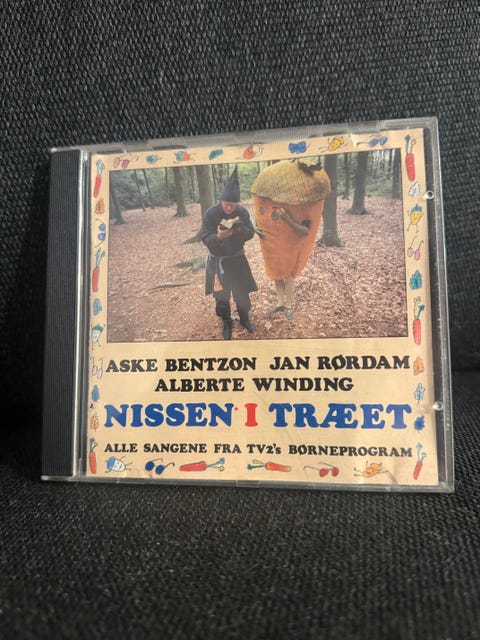 ASKE BENTZON JAN RØRDAM
ALBERTE WINDING
NISSEN I TRÆET
ALLE SANGENE FRA TV2's BØRNEPROGRAM